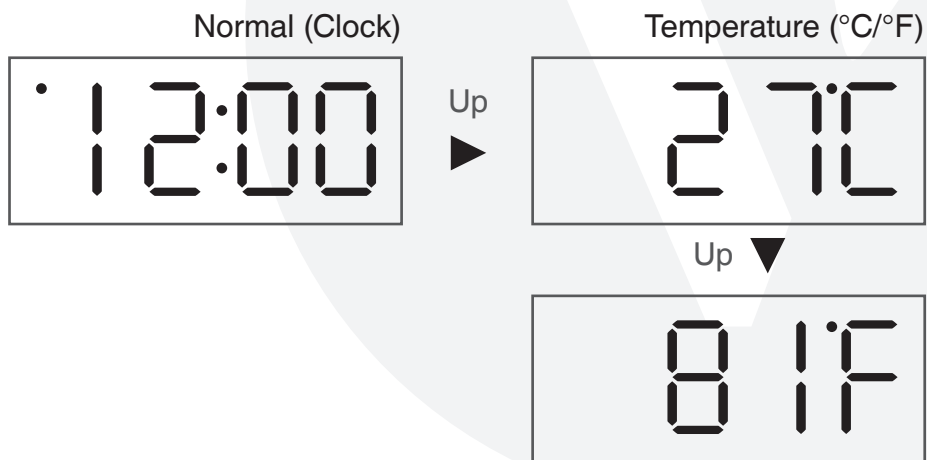 Normal (Clock)
Temperature (°C/°F)
12:00
Up
27°C
Up
81°F